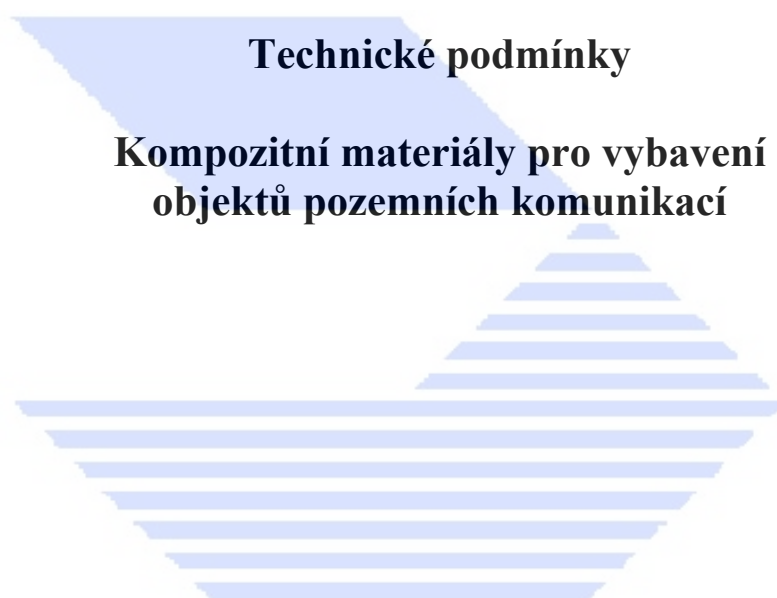 Technické podmínky
Kompozitní materiály pro vybavení
objektů pozemních komunikací